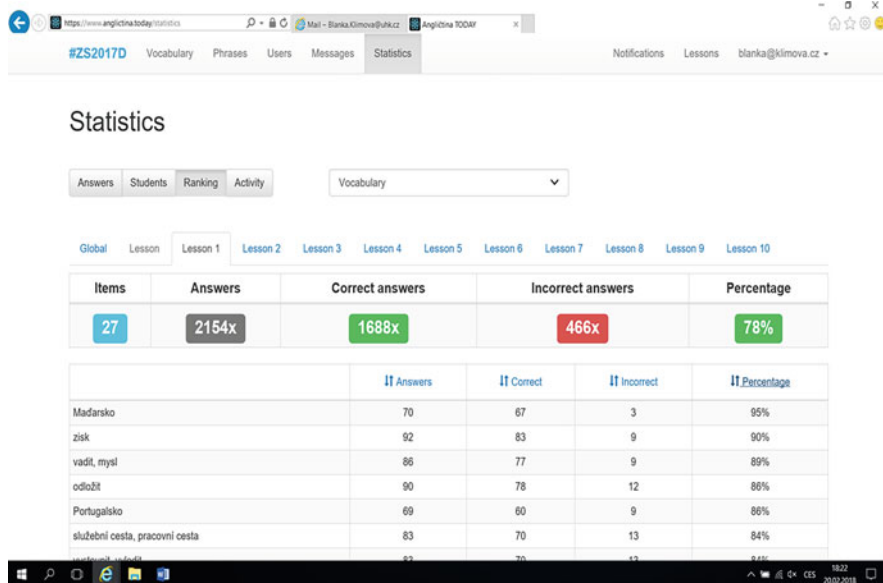 https://www.anglictina.today/statistics Mail – Blanka.Klimova@uhk.cz Angličtina TODAY
#ZS2017D Vocabulary Phrases Users Messages Statistics Notifications Lessons blanka@klimova.cz
Statistics
Answers Students Ranking Activity Vocabulary
Global Lesson Lesson 1 Lesson 2 Lesson 3 Lesson 4 Lesson 5 Lesson 6 Lesson 7 Lesson 8 Lesson 9 Lesson 10
Items Answers Correct answers Incorrect answers Percentage
27 2154x 1688x 466x 78%
Answers Correct Incorrect Percentage
Maďarsko 70 67 3 95%
zisk 92 83 9 90%
vadit, mysl 86 77 9 89%
odložit 90 78 12 86%
Portugalsko 69 60 9 86%
služební cesta, pracovní cesta 83 70 13 84%
CES 18:22
20.02.2018